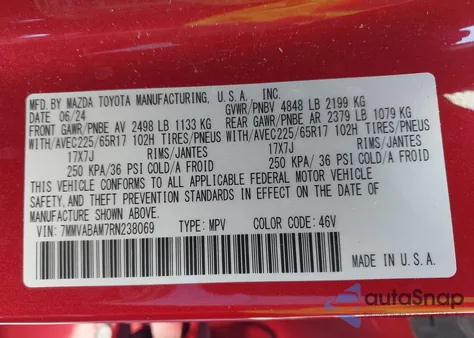 MFD. BY MAZDA TOYOTA MANUFACTURING, U.S.A., INC.
DATE 06/24 GVWR/PNBV 4848 LB 2199 KG
FRONT GAWR/PNBE AV 2498 LB 1133 KG REAR GAWR/PNBE AR 2379 LB 1079 KG
WITH/AVEC225/65R17 102H TIRES/PNEUS WITH/AVEC225/65R17 102H TIRES/PNEUS
17X7J RIMS/JANTES 17X7J RIMS/JANTES
250 KPA/ 36 PSI COLD/A FROID 250 KPA/ 36 PSI COLD/A FROID
THIS VEHICLE CONFORMS TO ALL APPLICABLE FEDERAL MOTOR VEHICLE
SAFETY, AND THEFT PREVENTION STANDARDS IN EFFECT ON THE DATE OF
MANUFACTURE SHOWN ABOVE.
VIN: 7MMVABAM7RN238069 TYPE: MPV COLOR CODE: 46V
MADE IN U.S.A.
autoSnap